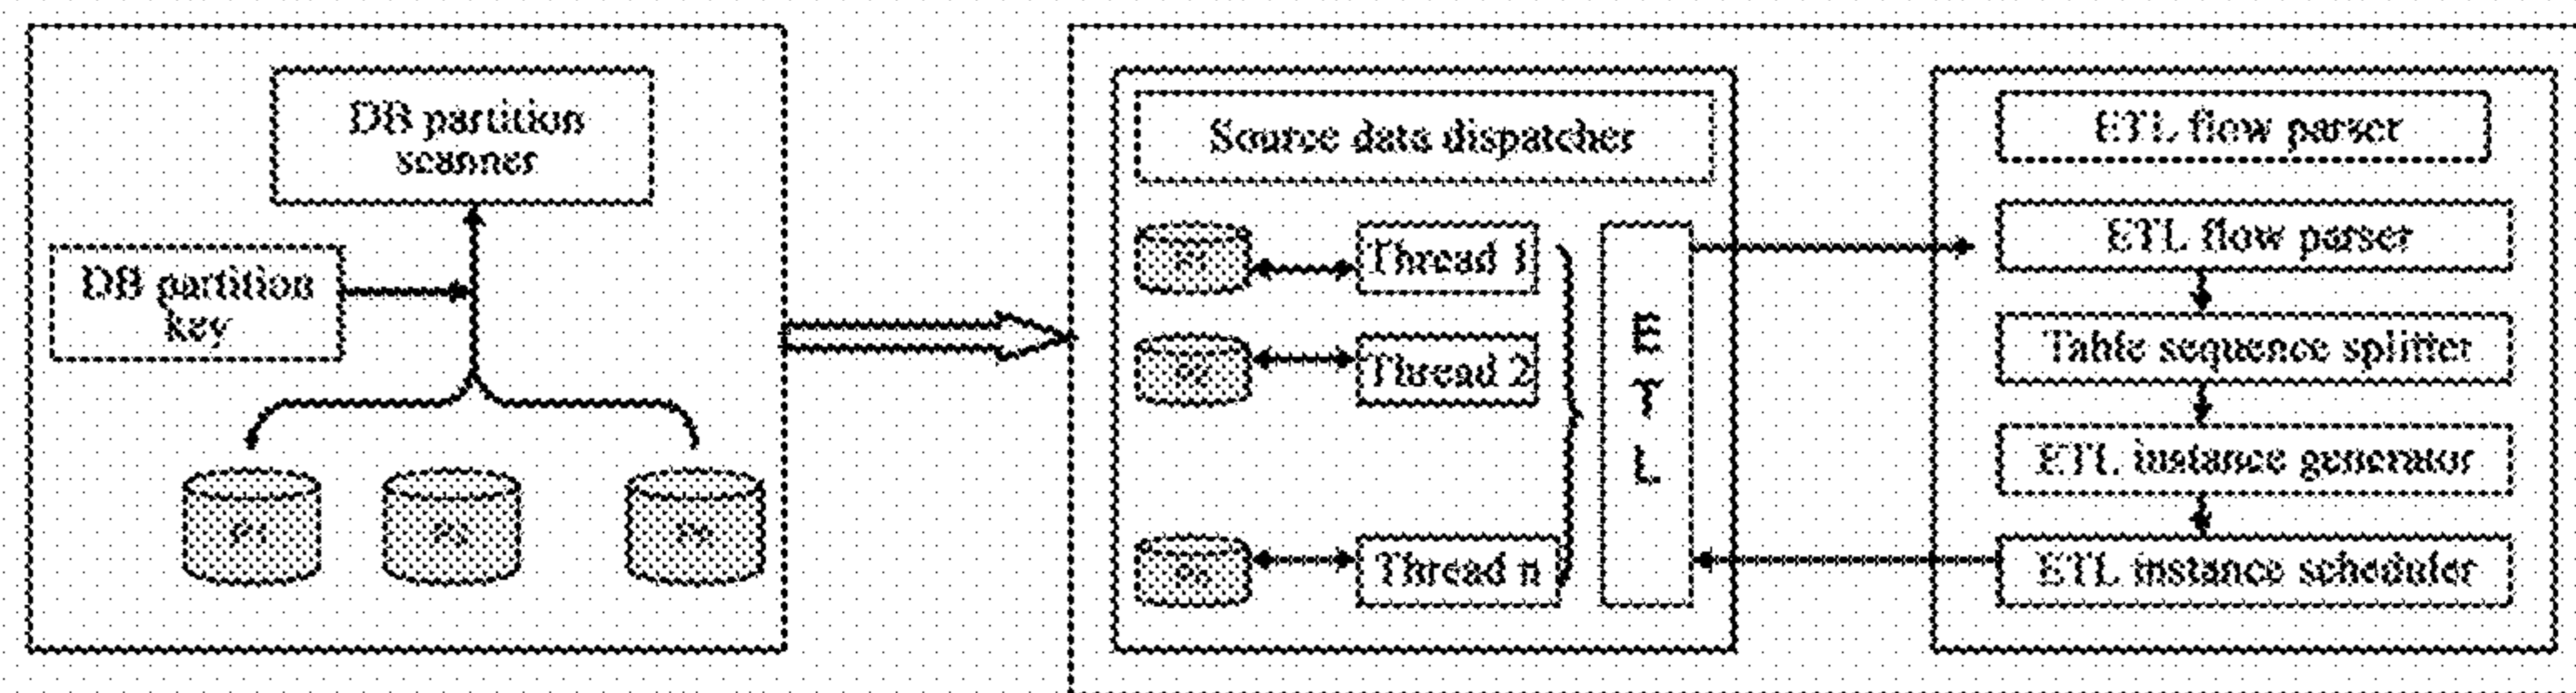 DB partition
scanner
DB partition
key
Source data dispatcher
Thread 1
Thread 2
Thread n
E
T
L
ETL flow parser
ETL flow parser
Table sequence splitter
ETL instance generator
ETL instance scheduler